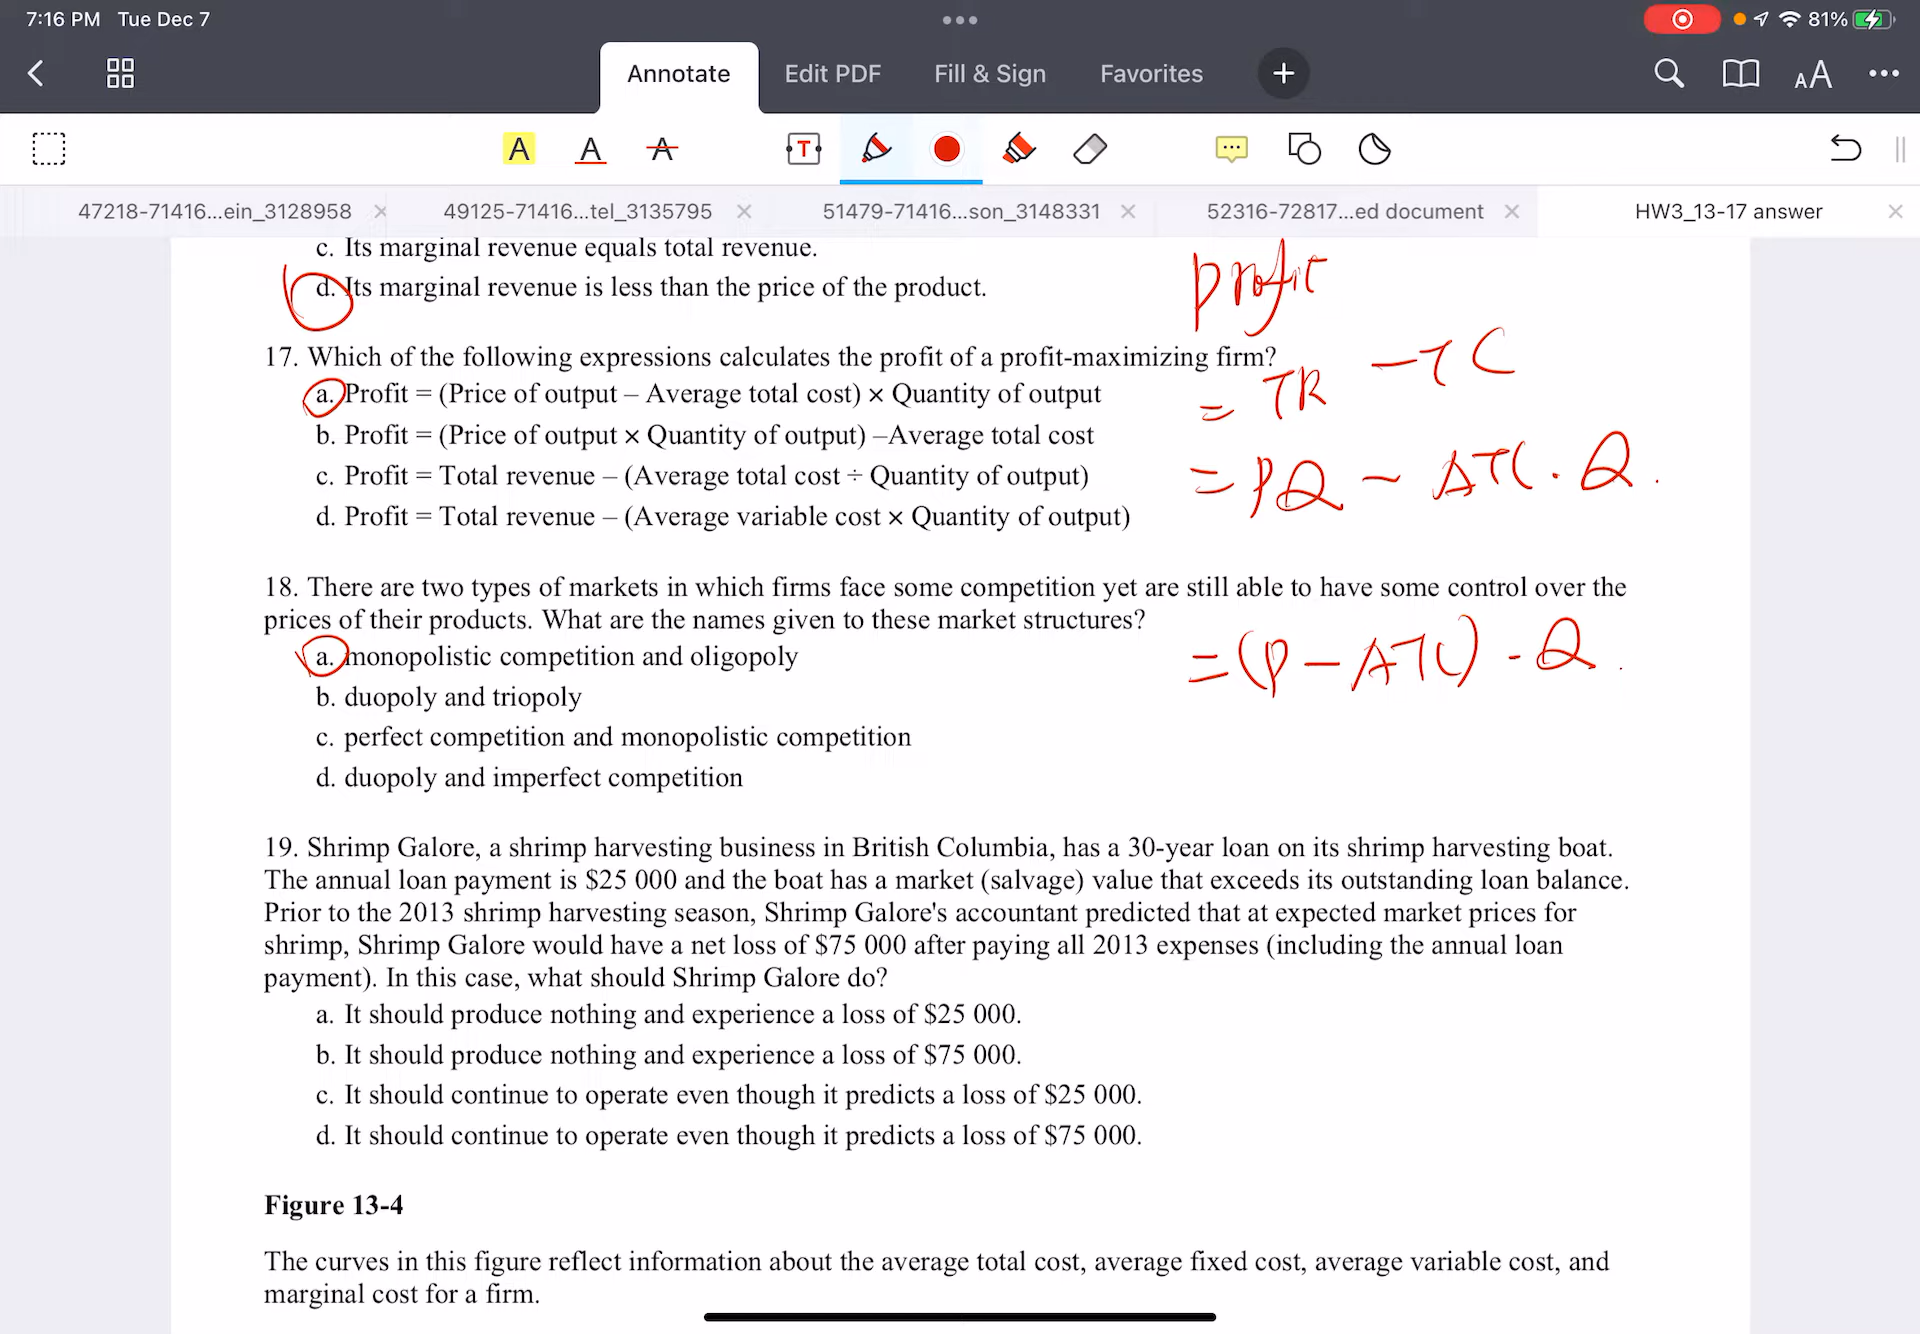 7:16 PM Tue Dec 7
81%
Annotate Edit PDF Fill & Sign Favorites
47218-71416...ein_3128958 49125-71416...tel_3135795 51479-71416...son_3148331 52316-72817...ed document HW3_13-17 answer
c. Its marginal revenue equals total revenue.
d. Its marginal revenue is less than the price of the product.
profit
17. Which of the following expressions calculates the profit of a profit-maximizing firm?
= TR - TC
a. Profit = (Price of output – Average total cost) × Quantity of output
b. Profit = (Price of output × Quantity of output) –Average total cost
c. Profit = Total revenue – (Average total cost ÷ Quantity of output)
= PQ - ATC · Q.
d. Profit = Total revenue – (Average variable cost × Quantity of output)
18. There are two types of markets in which firms face some competition yet are still able to have some control over the
prices of their products. What are the names given to these market structures?
a. monopolistic competition and oligopoly
= (P - ATC) · Q.
b. duopoly and triopoly
c. perfect competition and monopolistic competition
d. duopoly and imperfect competition
19. Shrimp Galore, a shrimp harvesting business in British Columbia, has a 30-year loan on its shrimp harvesting boat.
The annual loan payment is $25 000 and the boat has a market (salvage) value that exceeds its outstanding loan balance.
Prior to the 2013 shrimp harvesting season, Shrimp Galore's accountant predicted that at expected market prices for
shrimp, Shrimp Galore would have a net loss of $75 000 after paying all 2013 expenses (including the annual loan
payment). In this case, what should Shrimp Galore do?
a. It should produce nothing and experience a loss of $25 000.
b. It should produce nothing and experience a loss of $75 000.
c. It should continue to operate even though it predicts a loss of $25 000.
d. It should continue to operate even though it predicts a loss of $75 000.
Figure 13-4
The curves in this figure reflect information about the average total cost, average fixed cost, average variable cost, and
marginal cost for a firm.